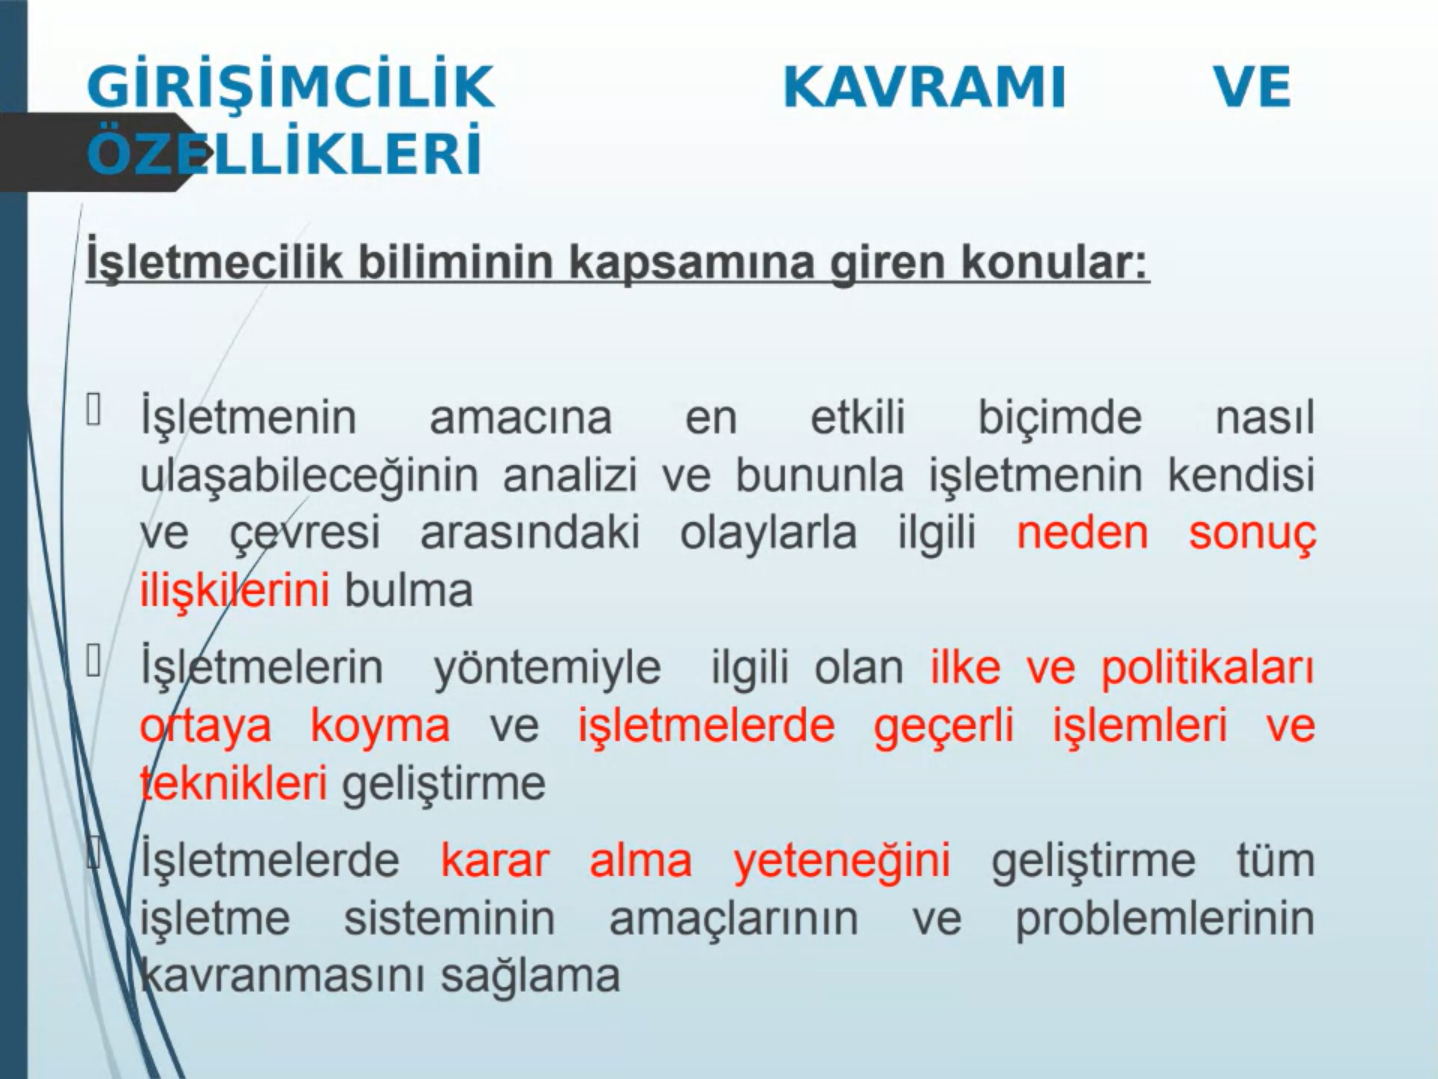 GİRİŞİMCİLİK KAVRAMI VE
ÖZELLİKLERİ
İşletmecilik biliminin kapsamına giren konular:
İşletmenin amacına en etkili biçimde nasıl
ulaşabileceğinin analizi ve bununla işletmenin kendisi
ve çevresi arasındaki olaylarla ilgili neden sonuç
ilişkilerini bulma
İşletmelerin yöntemiyle ilgili olan ilke ve politikaları
ortaya koyma ve işletmelerde geçerli işlemleri ve
teknikleri geliştirme
İşletmelerde karar alma yeteneğini geliştirme tüm
işletme sisteminin amaçlarının ve problemlerinin
kavranmasını sağlama